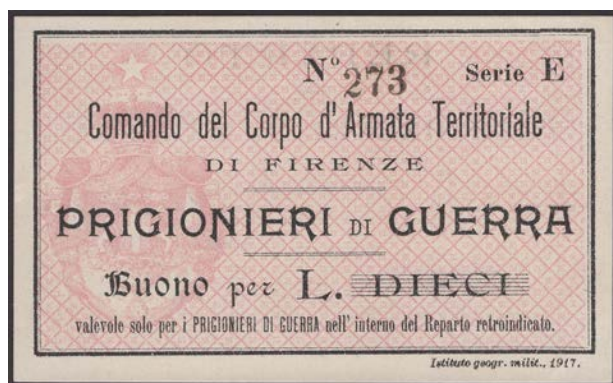 Nº 273 Serie E
Comando del Corpo d'Armata Territoriale
DI FIRENZE
PRIGIONIERI DI GUERRA
Buono per L. DIECI
valevole solo per i PRIGIONIERI DI GUERRA nell' interno del Reparto retroindicato.
Istituto geogr. milit., 1917.